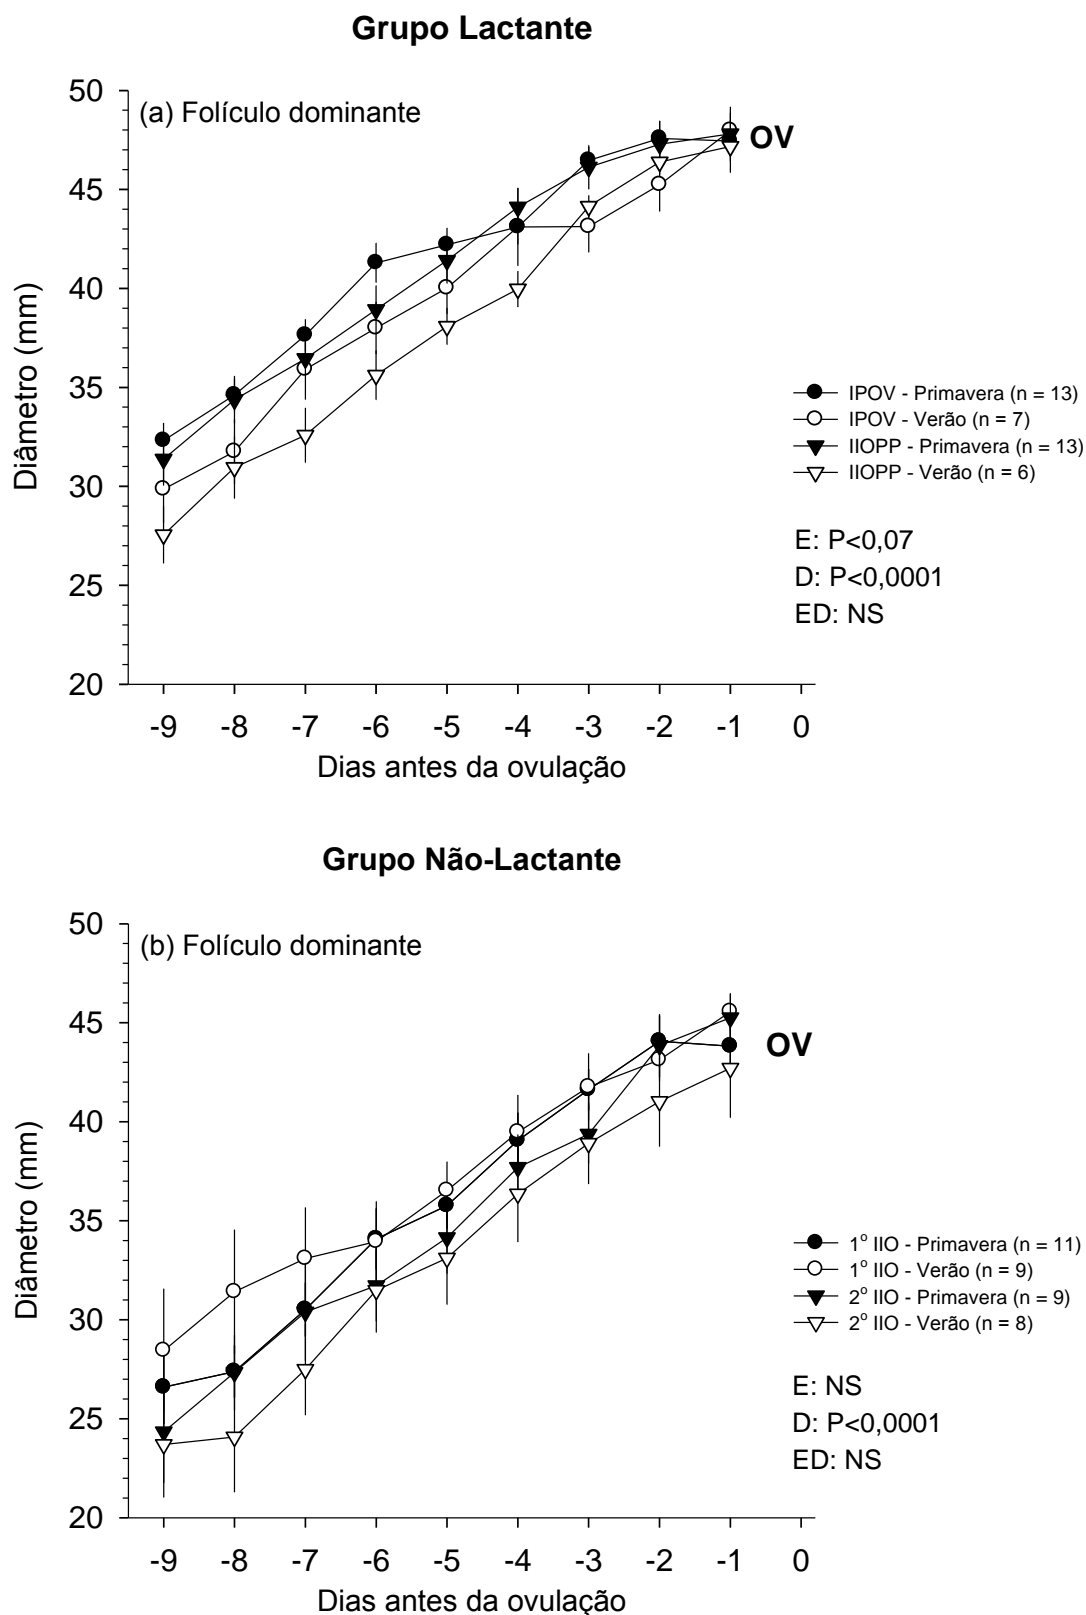 Grupo Lactante
(a) Folículo dominante
OV
50
45
40
35
30
25
20
Diâmetro (mm)
IPOV - Primavera (n = 13)
IPOV - Verão (n = 7)
IIOPP - Primavera (n = 13)
IIOPP - Verão (n = 6)
E: P<0,07
D: P<0,0001
ED: NS
-9 -8 -7 -6 -5 -4 -3 -2 -1 0
Dias antes da ovulação
Grupo Não-Lactante
(b) Folículo dominante
OV
50
45
40
35
30
25
20
Diâmetro (mm)
1º IIO - Primavera (n = 11)
1º IIO - Verão (n = 9)
2º IIO - Primavera (n = 9)
2º IIO - Verão (n = 8)
E: NS
D: P<0,0001
ED: NS
-9 -8 -7 -6 -5 -4 -3 -2 -1 0
Dias antes da ovulação